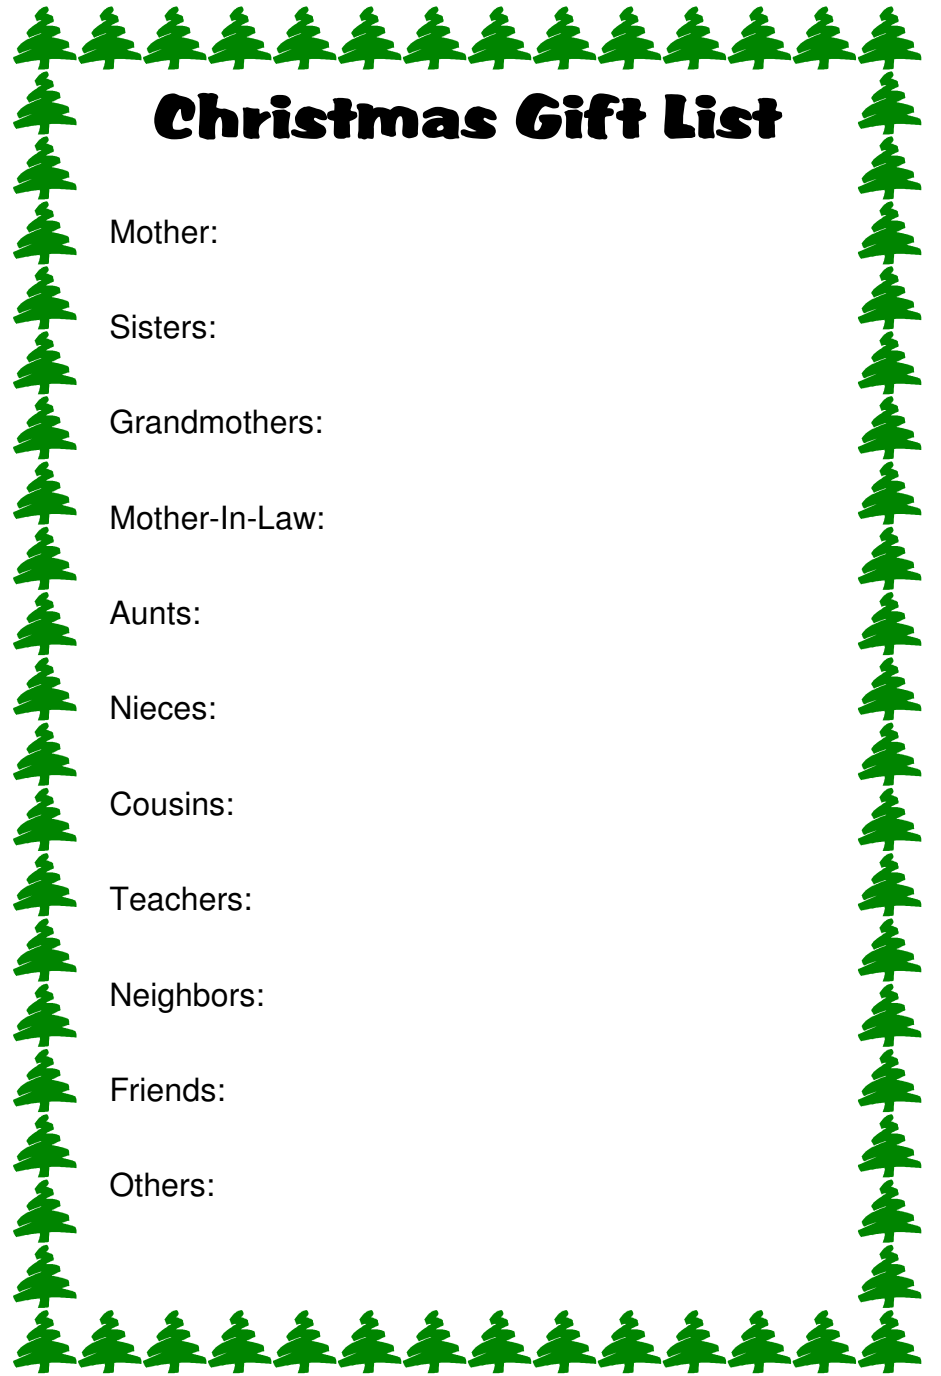 Christmas Gift List
Mother:
Sisters:
Grandmothers:
Mother-In-Law:
Aunts:
Nieces:
Cousins:
Teachers:
Neighbors:
Friends:
Others: